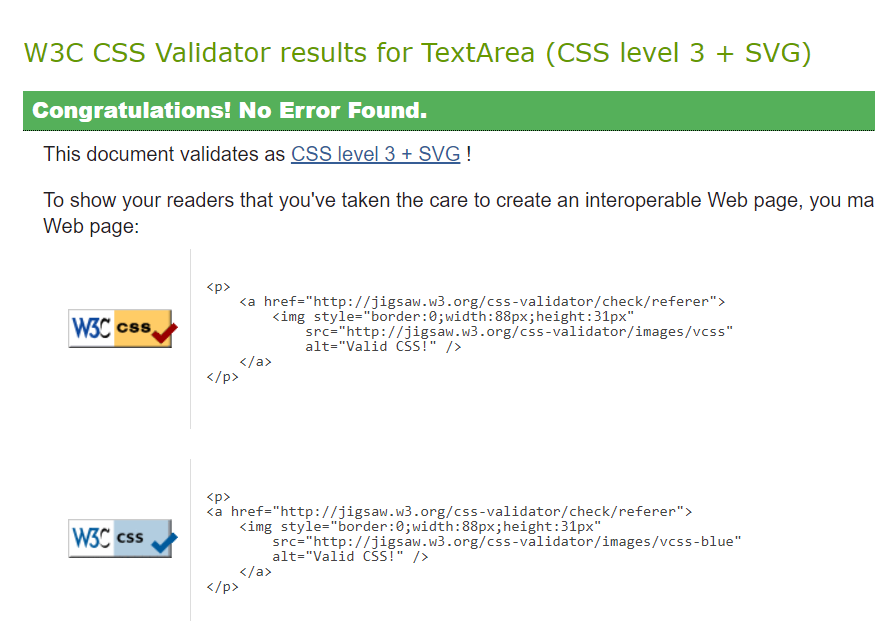 W3C CSS Validator results for TextArea (CSS level 3 + SVG)
Congratulations! No Error Found.
This document validates as CSS level 3 + SVG !
To show your readers that you've taken the care to create an interoperable Web page, you ma
Web page:
W3C css
<p>
<a href="http://jigsaw.w3.org/css-validator/check/referer">
<img style="border:0;width:88px;height:31px"
src="http://jigsaw.w3.org/css-validator/images/vcss"
alt="Valid CSS!" />
</a>
</p>
W3C css
<p>
<a href="http://jigsaw.w3.org/css-validator/check/referer">
<img style="border:0;width:88px;height:31px"
src="http://jigsaw.w3.org/css-validator/images/vcss-blue"
alt="Valid CSS!" />
</a>
</p>